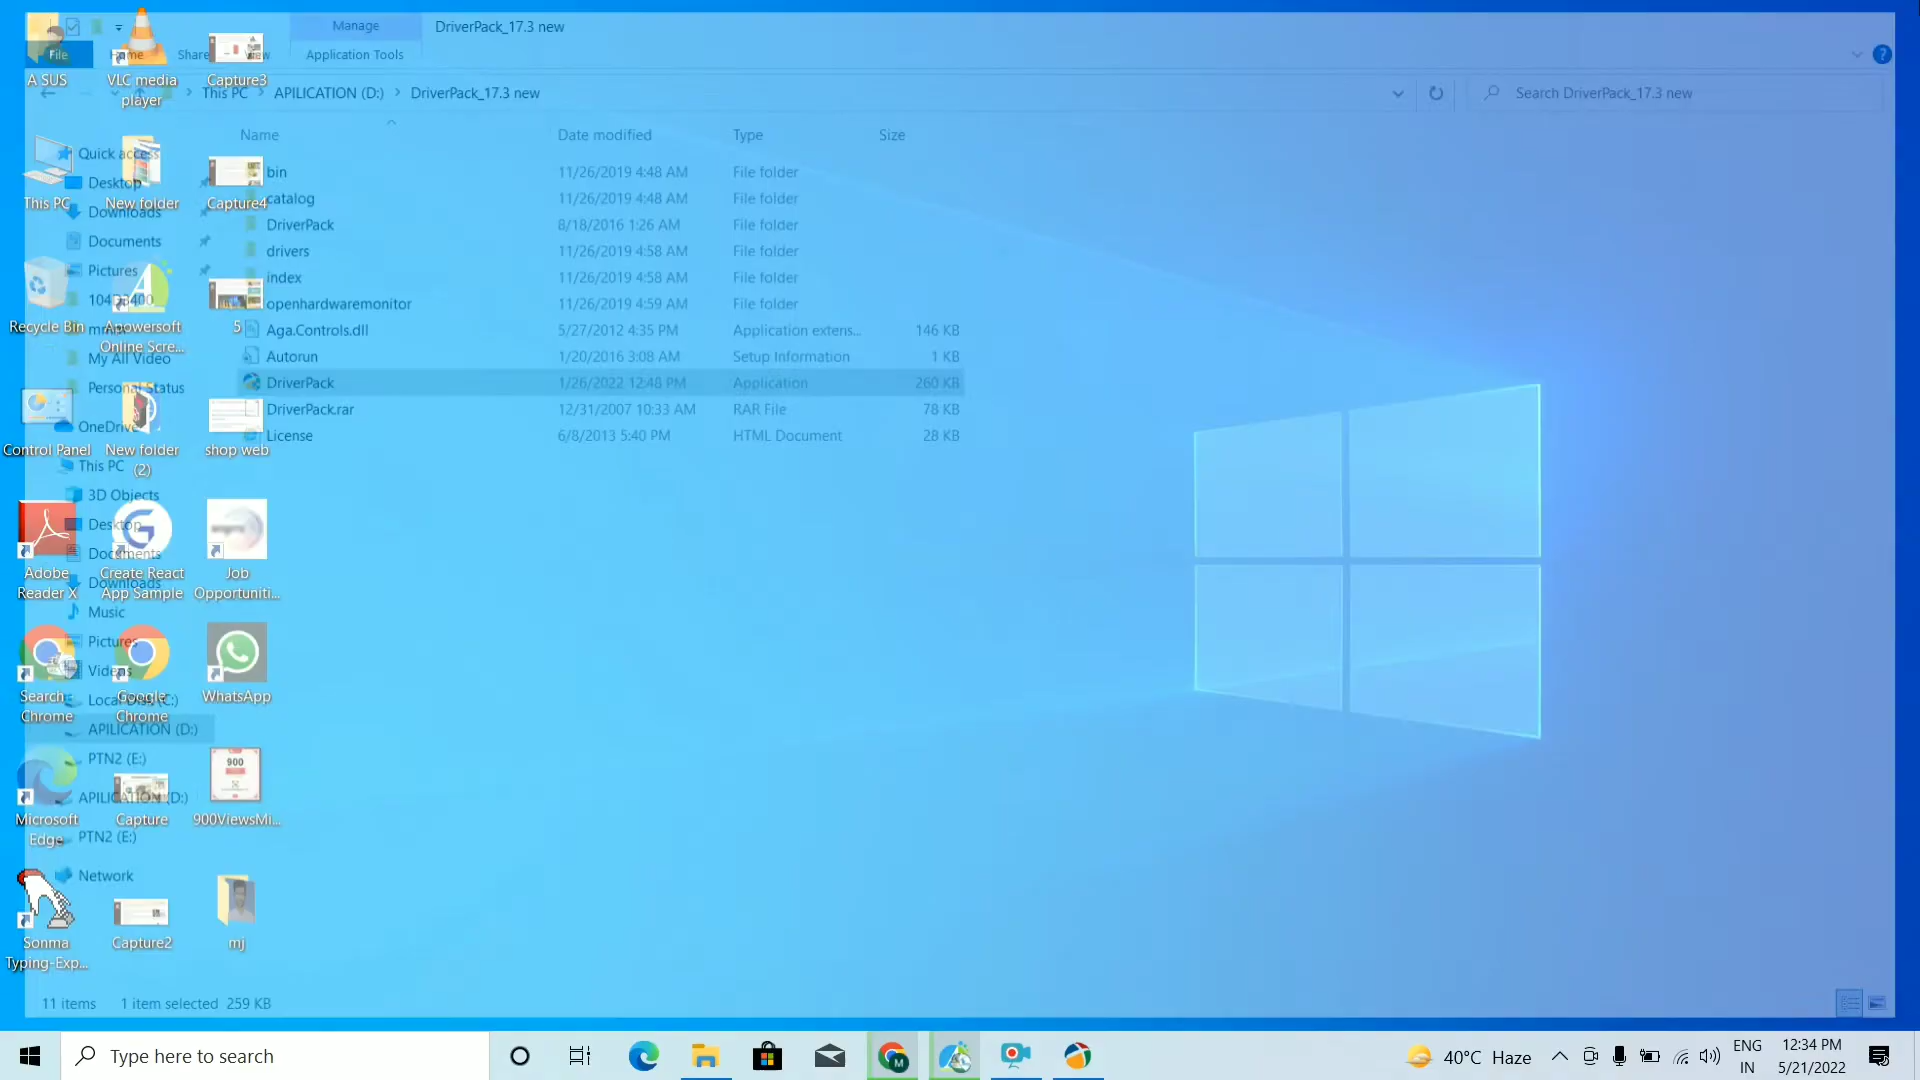 Manage
DriverPack_17.3 new
File
Home
Share
View
Application Tools
This PC
APILICATION (D:)
DriverPack_17.3 new
Search DriverPack_17.3 new
Name
Date modified
Type
Size
bin
11/26/2019 4:48 AM
File folder
catalog
11/26/2019 4:48 AM
File folder
DriverPack
8/18/2016 1:26 AM
File folder
drivers
11/26/2019 4:58 AM
File folder
index
11/26/2019 4:58 AM
File folder
openhardwaremonitor
11/26/2019 4:59 AM
File folder
Aga.Controls.dll
5/27/2012 4:35 PM
Application extens...
146 KB
Autorun
1/20/2016 3:08 AM
Setup Information
1 KB
DriverPack
1/26/2022 12:48 PM
Application
260 KB
DriverPack.rar
12/31/2007 10:33 AM
RAR File
78 KB
License
6/8/2013 5:40 PM
HTML Document
28 KB
Quick access
Desktop
Downloads
Documents
Pictures
104D3400
My All Video
Personal Status
OneDrive
This PC
3D Objects
Desktop
Documents
Downloads
Music
Pictures
Videos
Local Disk (C:)
APILICATION (D:)
PTN2 (E:)
APILICATION (D:)
PTN2 (E:)
Network
11 items
1 item selected 259 KB
A SUS
This PC
Recycle Bin
Control Panel
Adobe
Reader X
Search
Chrome
Microsoft
Edge
Sonma
Typing-Exp...
VLC media
player
New folder
Apowersoft
Online Scre...
New folder
(2)
Create React
App Sample
Google
Chrome
Capture
Capture2
Capture3
Capture4
5
shop web
Job
Opportuniti...
WhatsApp
900
900ViewsMi...
mj
Type here to search
M
40°C Haze
ENG
IN
12:34 PM
5/21/2022